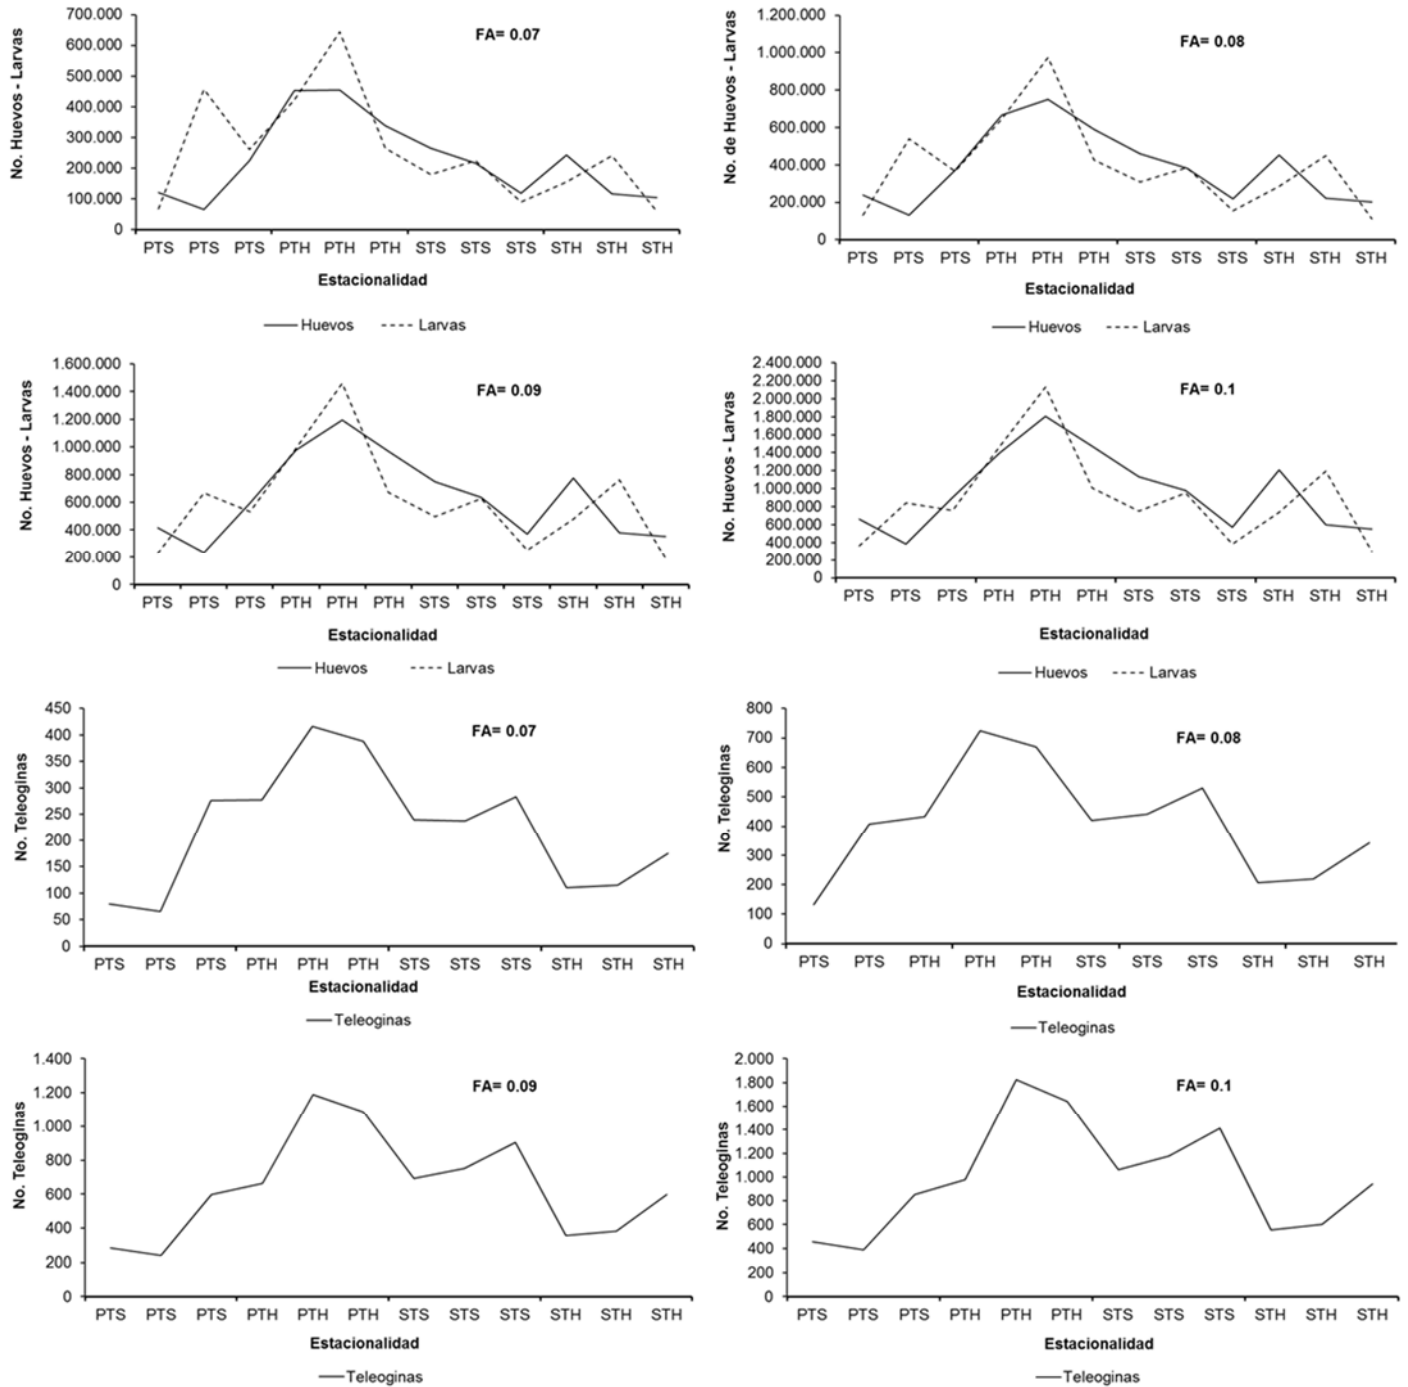 No. Huevos - Larvas
700.000
600.000
500.000
400.000
300.000
200.000
100.000
0
FA= 0.07
PTS PTS PTS PTH PTH PTH STS STS STS STH STH STH
Estacionalidad
Huevos Larvas
No. de Huevos - Larvas
1.200.000
1.000.000
800.000
600.000
400.000
200.000
0
FA= 0.08
PTS PTS PTS PTH PTH PTH STS STS STS STH STH STH
Estacionalidad
Huevos Larvas
No. Huevos - Larvas
1.600.000
1.400.000
1.200.000
1.000.000
800.000
600.000
400.000
200.000
0
FA= 0.09
PTS PTS PTS PTH PTH PTH STS STS STS STH STH STH
Estacionalidad
Huevos Larvas
No. Huevos - Larvas
2.400.000
2.200.000
2.000.000
1.800.000
1.600.000
1.400.000
1.200.000
1.000.000
800.000
600.000
400.000
200.000
0
FA= 0.1
PTS PTS PTS PTH PTH PTH STS STS STS STH STH STH
Estacionalidad
Huevos Larvas
No. Teleoginas
450
400
350
300
250
200
150
100
50
0
FA= 0.07
PTS PTS PTS PTH PTH PTH STS STS STS STH STH STH
Estacionalidad
Teleoginas
No. Teleoginas
800
700
600
500
400
300
200
100
0
FA= 0.08
PTS PTS PTH PTH PTH STS STS STS STH STH STH
Estacionalidad
Teleoginas
No. Teleoginas
1.400
1.200
1.000
800
600
400
200
0
FA= 0.09
PTS PTS PTS PTH PTH PTH STS STS STS STH STH STH
Estacionalidad
Teleoginas
No. Teleoginas
2.000
1.800
1.600
1.400
1.200
1.000
800
600
400
200
0
FA= 0.1
PTS PTS PTS PTH PTH PTH STS STS STS STH STH STH
Estacionalidad
Teleoginas